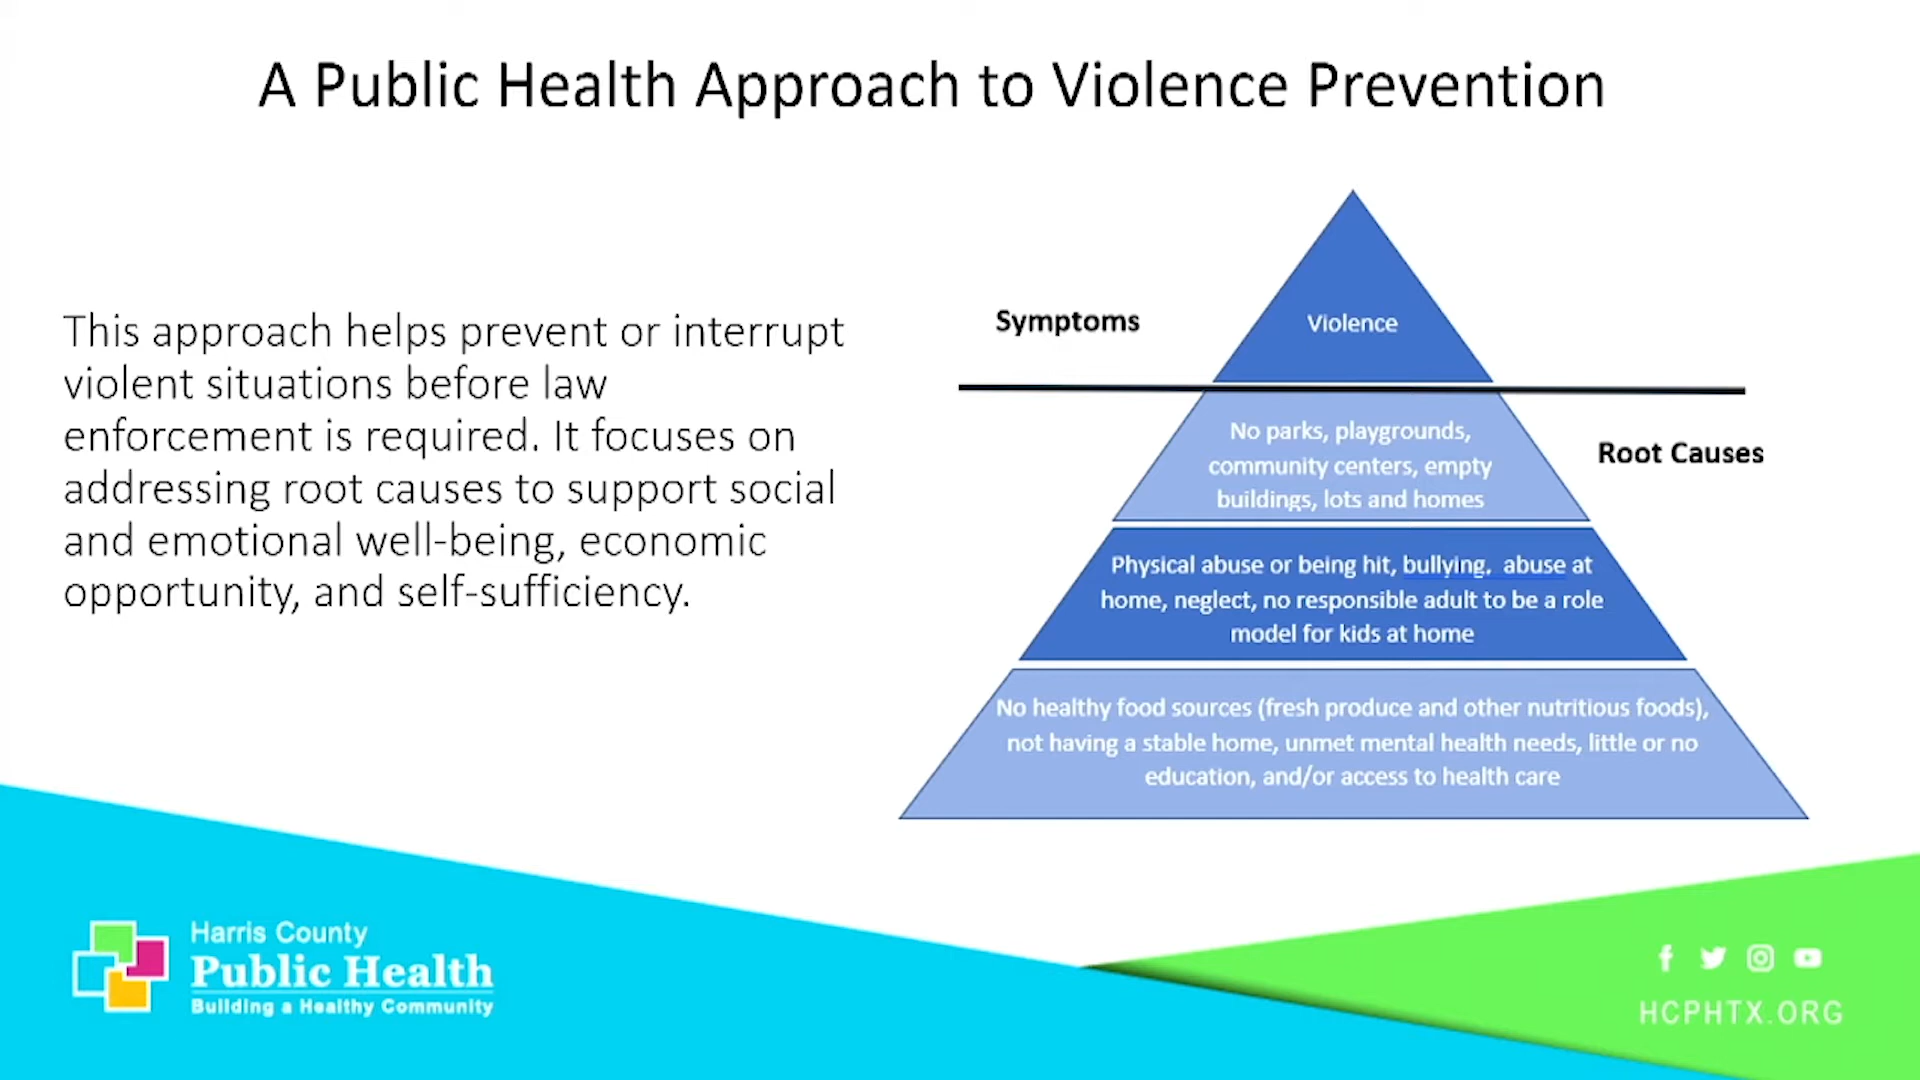 A Public Health Approach to Violence Prevention
This approach helps prevent or interrupt
violent situations before law
enforcement is required. It focuses on
addressing root causes to support social
and emotional well-being, economic
opportunity, and self-sufficiency.
Symptoms
Violence
Root Causes
No parks, playgrounds,
community centers, empty
buildings, lots and homes
Physical abuse or being hit, bullying, abuse at
home, neglect, no responsible adult to be a role
model for kids at home
No healthy food sources (fresh produce and other nutritious foods),
not having a stable home, unmet mental health needs, little or no
education, and/or access to health care
Harris County
Public Health
Building a Healthy Community
HCPHTX.ORG